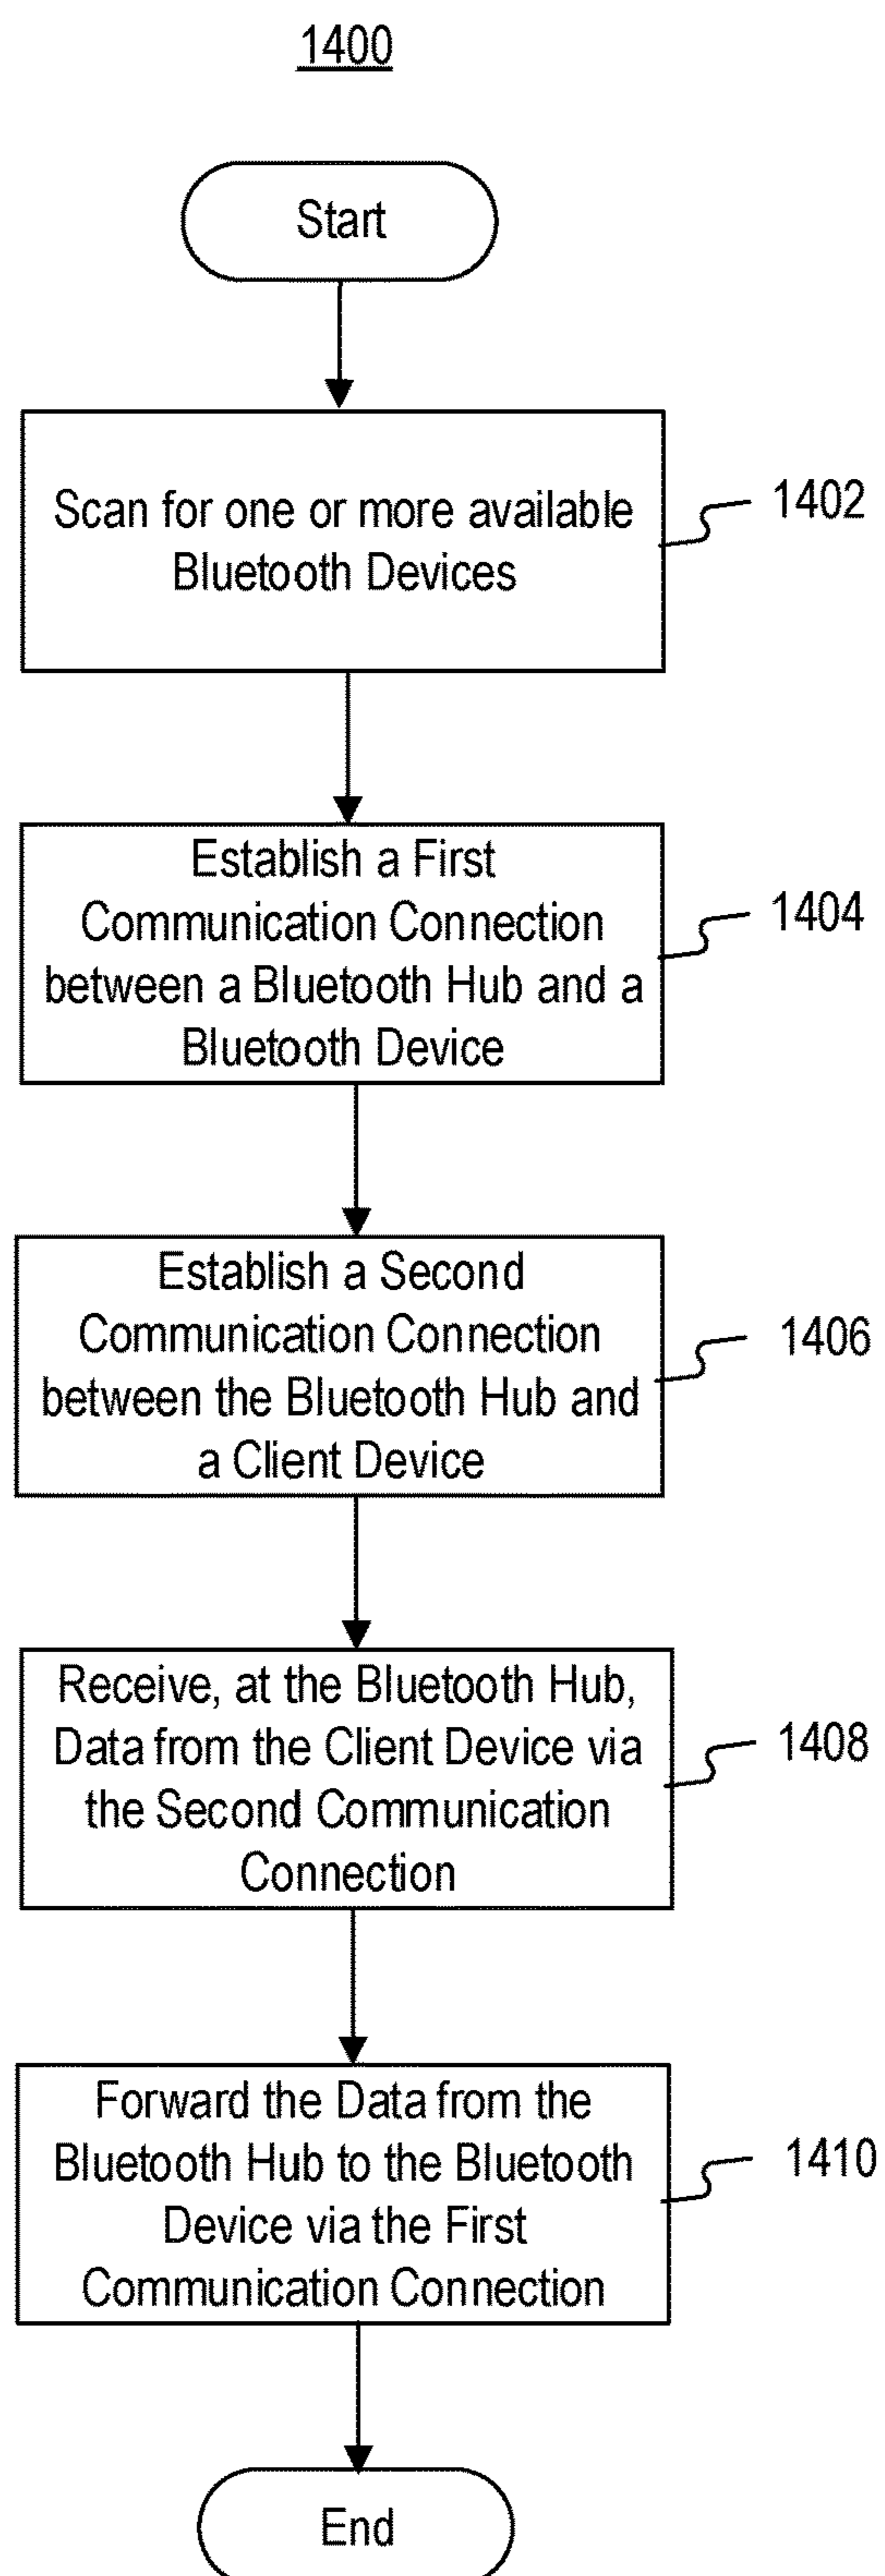 1400
Start
Scan for one or more available
Bluetooth Devices
1402
Establish a First
Communication Connection
between a Bluetooth Hub and a
Bluetooth Device
1404
Establish a Second
Communication Connection
between the Bluetooth Hub and
a Client Device
1406
Receive, at the Bluetooth Hub,
Data from the Client Device via
the Second Communication
Connection
1408
Forward the Data from the
Bluetooth Hub to the Bluetooth
Device via the First
Communication Connection
1410
End